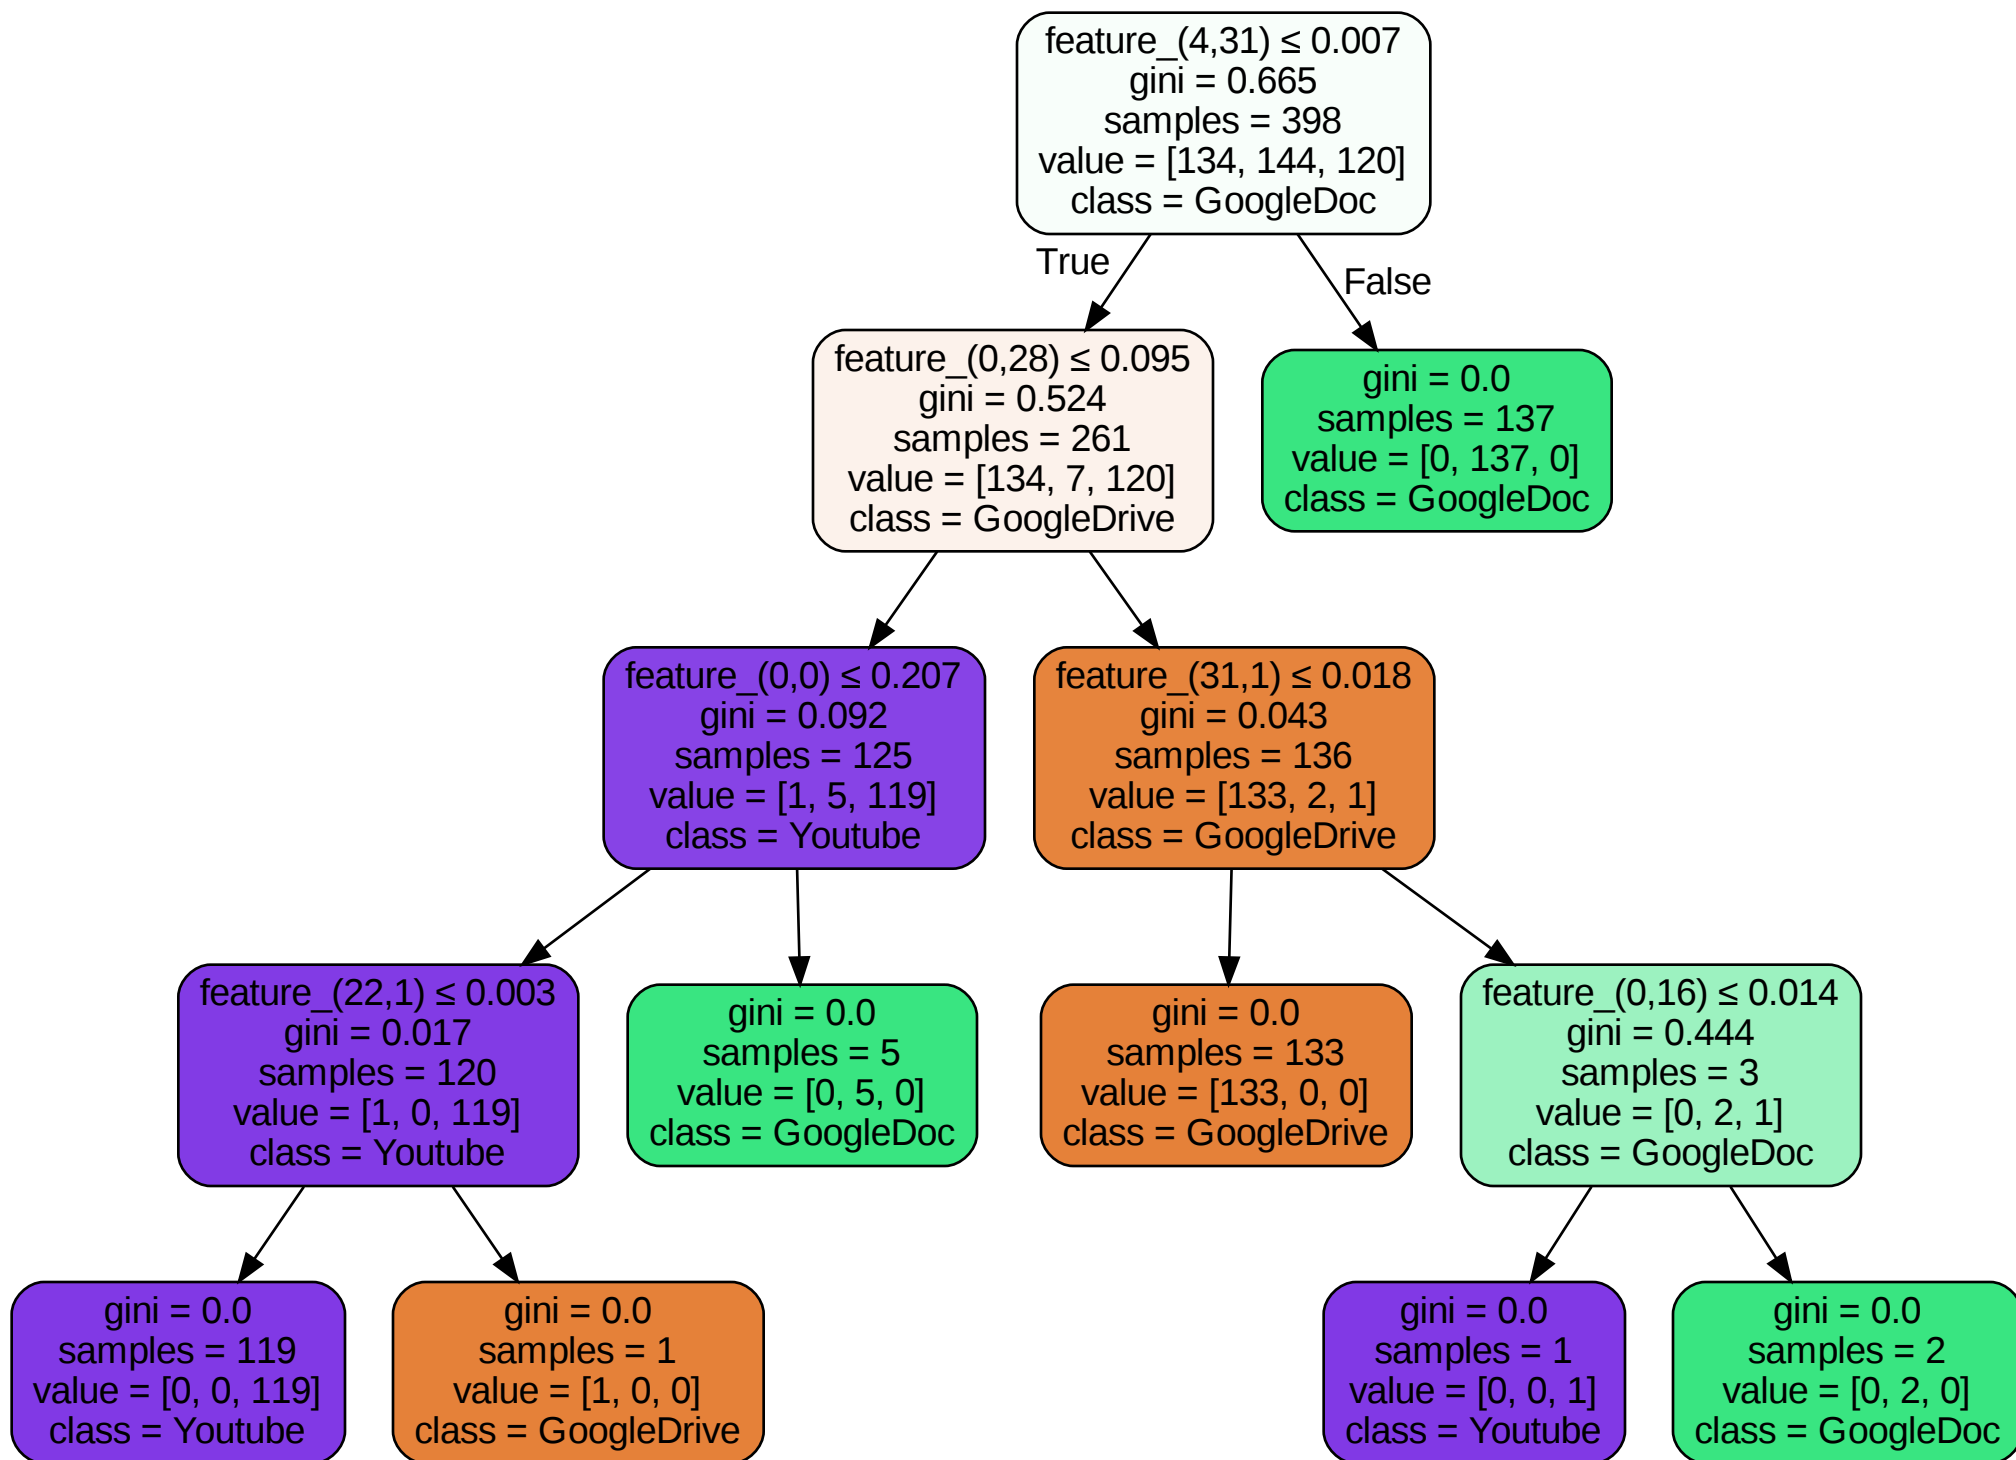 feature_(4,31) ≤ 0.007
gini = 0.665
samples = 398
value = [134, 144, 120]
class = GoogleDoc
True
False
feature_(0,28) ≤ 0.095
gini = 0.524
samples = 261
value = [134, 7, 120]
class = GoogleDrive
gini = 0.0
samples = 137
value = [0, 137, 0]
class = GoogleDoc
feature_(0,0) ≤ 0.207
gini = 0.092
samples = 125
value = [1, 5, 119]
class = Youtube
feature_(31,1) ≤ 0.018
gini = 0.043
samples = 136
value = [133, 2, 1]
class = GoogleDrive
feature_(22,1) ≤ 0.003
gini = 0.017
samples = 120
value = [1, 0, 119]
class = Youtube
gini = 0.0
samples = 5
value = [0, 5, 0]
class = GoogleDoc
gini = 0.0
samples = 133
value = [133, 0, 0]
class = GoogleDrive
feature_(0,16) ≤ 0.014
gini = 0.444
samples = 3
value = [0, 2, 1]
class = GoogleDoc
gini = 0.0
samples = 119
value = [0, 0, 119]
class = Youtube
gini = 0.0
samples = 1
value = [1, 0, 0]
class = GoogleDrive
gini = 0.0
samples = 1
value = [0, 0, 1]
class = Youtube
gini = 0.0
samples = 2
value = [0, 2, 0]
class = GoogleDoc